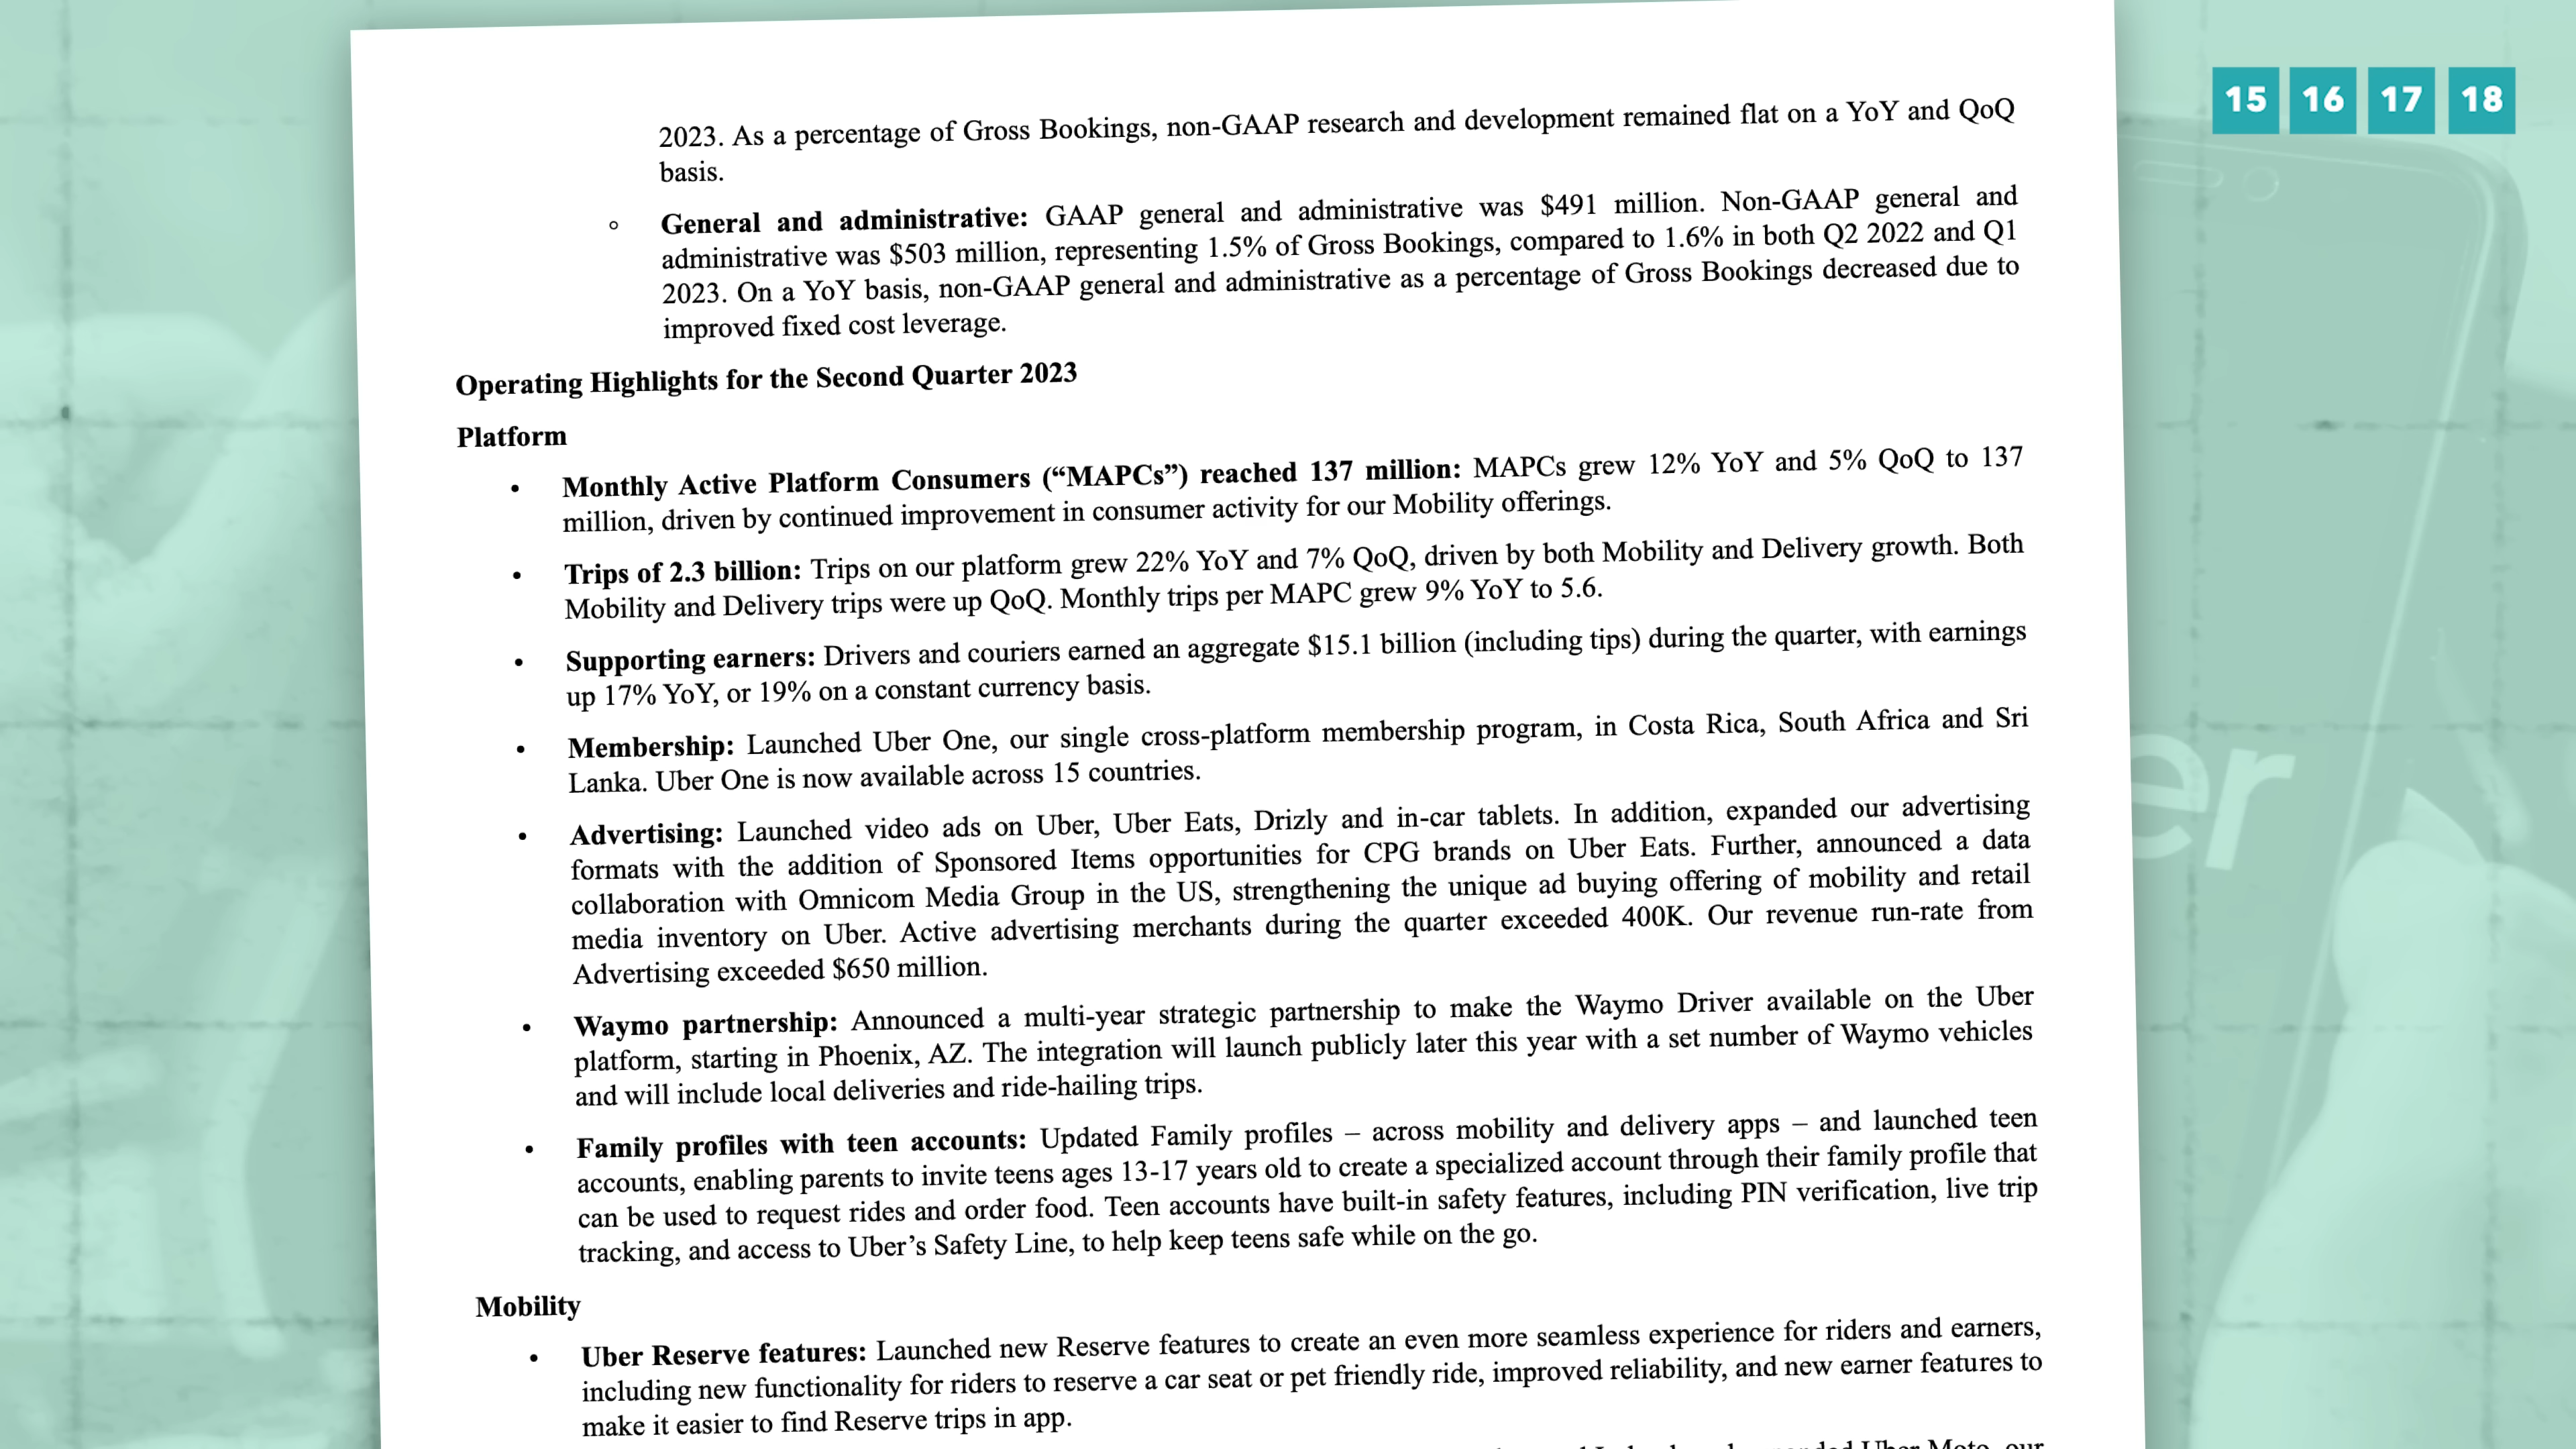 15 16 17 18
2023. As a percentage of Gross Bookings, non-GAAP research and development remained flat on a YoY and QoQ
basis.
◦ General and administrative: GAAP general and administrative was $491 million. Non-GAAP general and
administrative was $503 million, representing 1.5% of Gross Bookings, compared to 1.6% in both Q2 2022 and Q1
2023. On a YoY basis, non-GAAP general and administrative as a percentage of Gross Bookings decreased due to
improved fixed cost leverage.
Operating Highlights for the Second Quarter 2023
Platform
• Monthly Active Platform Consumers (“MAPCs”) reached 137 million: MAPCs grew 12% YoY and 5% QoQ to 137
million, driven by continued improvement in consumer activity for our Mobility offerings.
• Trips of 2.3 billion: Trips on our platform grew 22% YoY and 7% QoQ, driven by both Mobility and Delivery growth. Both
Mobility and Delivery trips were up QoQ. Monthly trips per MAPC grew 9% YoY to 5.6.
• Supporting earners: Drivers and couriers earned an aggregate $15.1 billion (including tips) during the quarter, with earnings
up 17% YoY, or 19% on a constant currency basis.
• Membership: Launched Uber One, our single cross-platform membership program, in Costa Rica, South Africa and Sri
Lanka. Uber One is now available across 15 countries.
• Advertising: Launched video ads on Uber, Uber Eats, Drizly and in-car tablets. In addition, expanded our advertising
formats with the addition of Sponsored Items opportunities for CPG brands on Uber Eats. Further, announced a data
collaboration with Omnicom Media Group in the US, strengthening the unique ad buying offering of mobility and retail
media inventory on Uber. Active advertising merchants during the quarter exceeded 400K. Our revenue run-rate from
Advertising exceeded $650 million.
• Waymo partnership: Announced a multi-year strategic partnership to make the Waymo Driver available on the Uber
platform, starting in Phoenix, AZ. The integration will launch publicly later this year with a set number of Waymo vehicles
and will include local deliveries and ride-hailing trips.
• Family profiles with teen accounts: Updated Family profiles – across mobility and delivery apps – and launched teen
accounts, enabling parents to invite teens ages 13-17 years old to create a specialized account through their family profile that
can be used to request rides and order food. Teen accounts have built-in safety features, including PIN verification, live trip
tracking, and access to Uber’s Safety Line, to help keep teens safe while on the go.
Mobility
• Uber Reserve features: Launched new Reserve features to create an even more seamless experience for riders and earners,
including new functionality for riders to reserve a car seat or pet friendly ride, improved reliability, and new earner features to
make it easier to find Reserve trips in app.
er